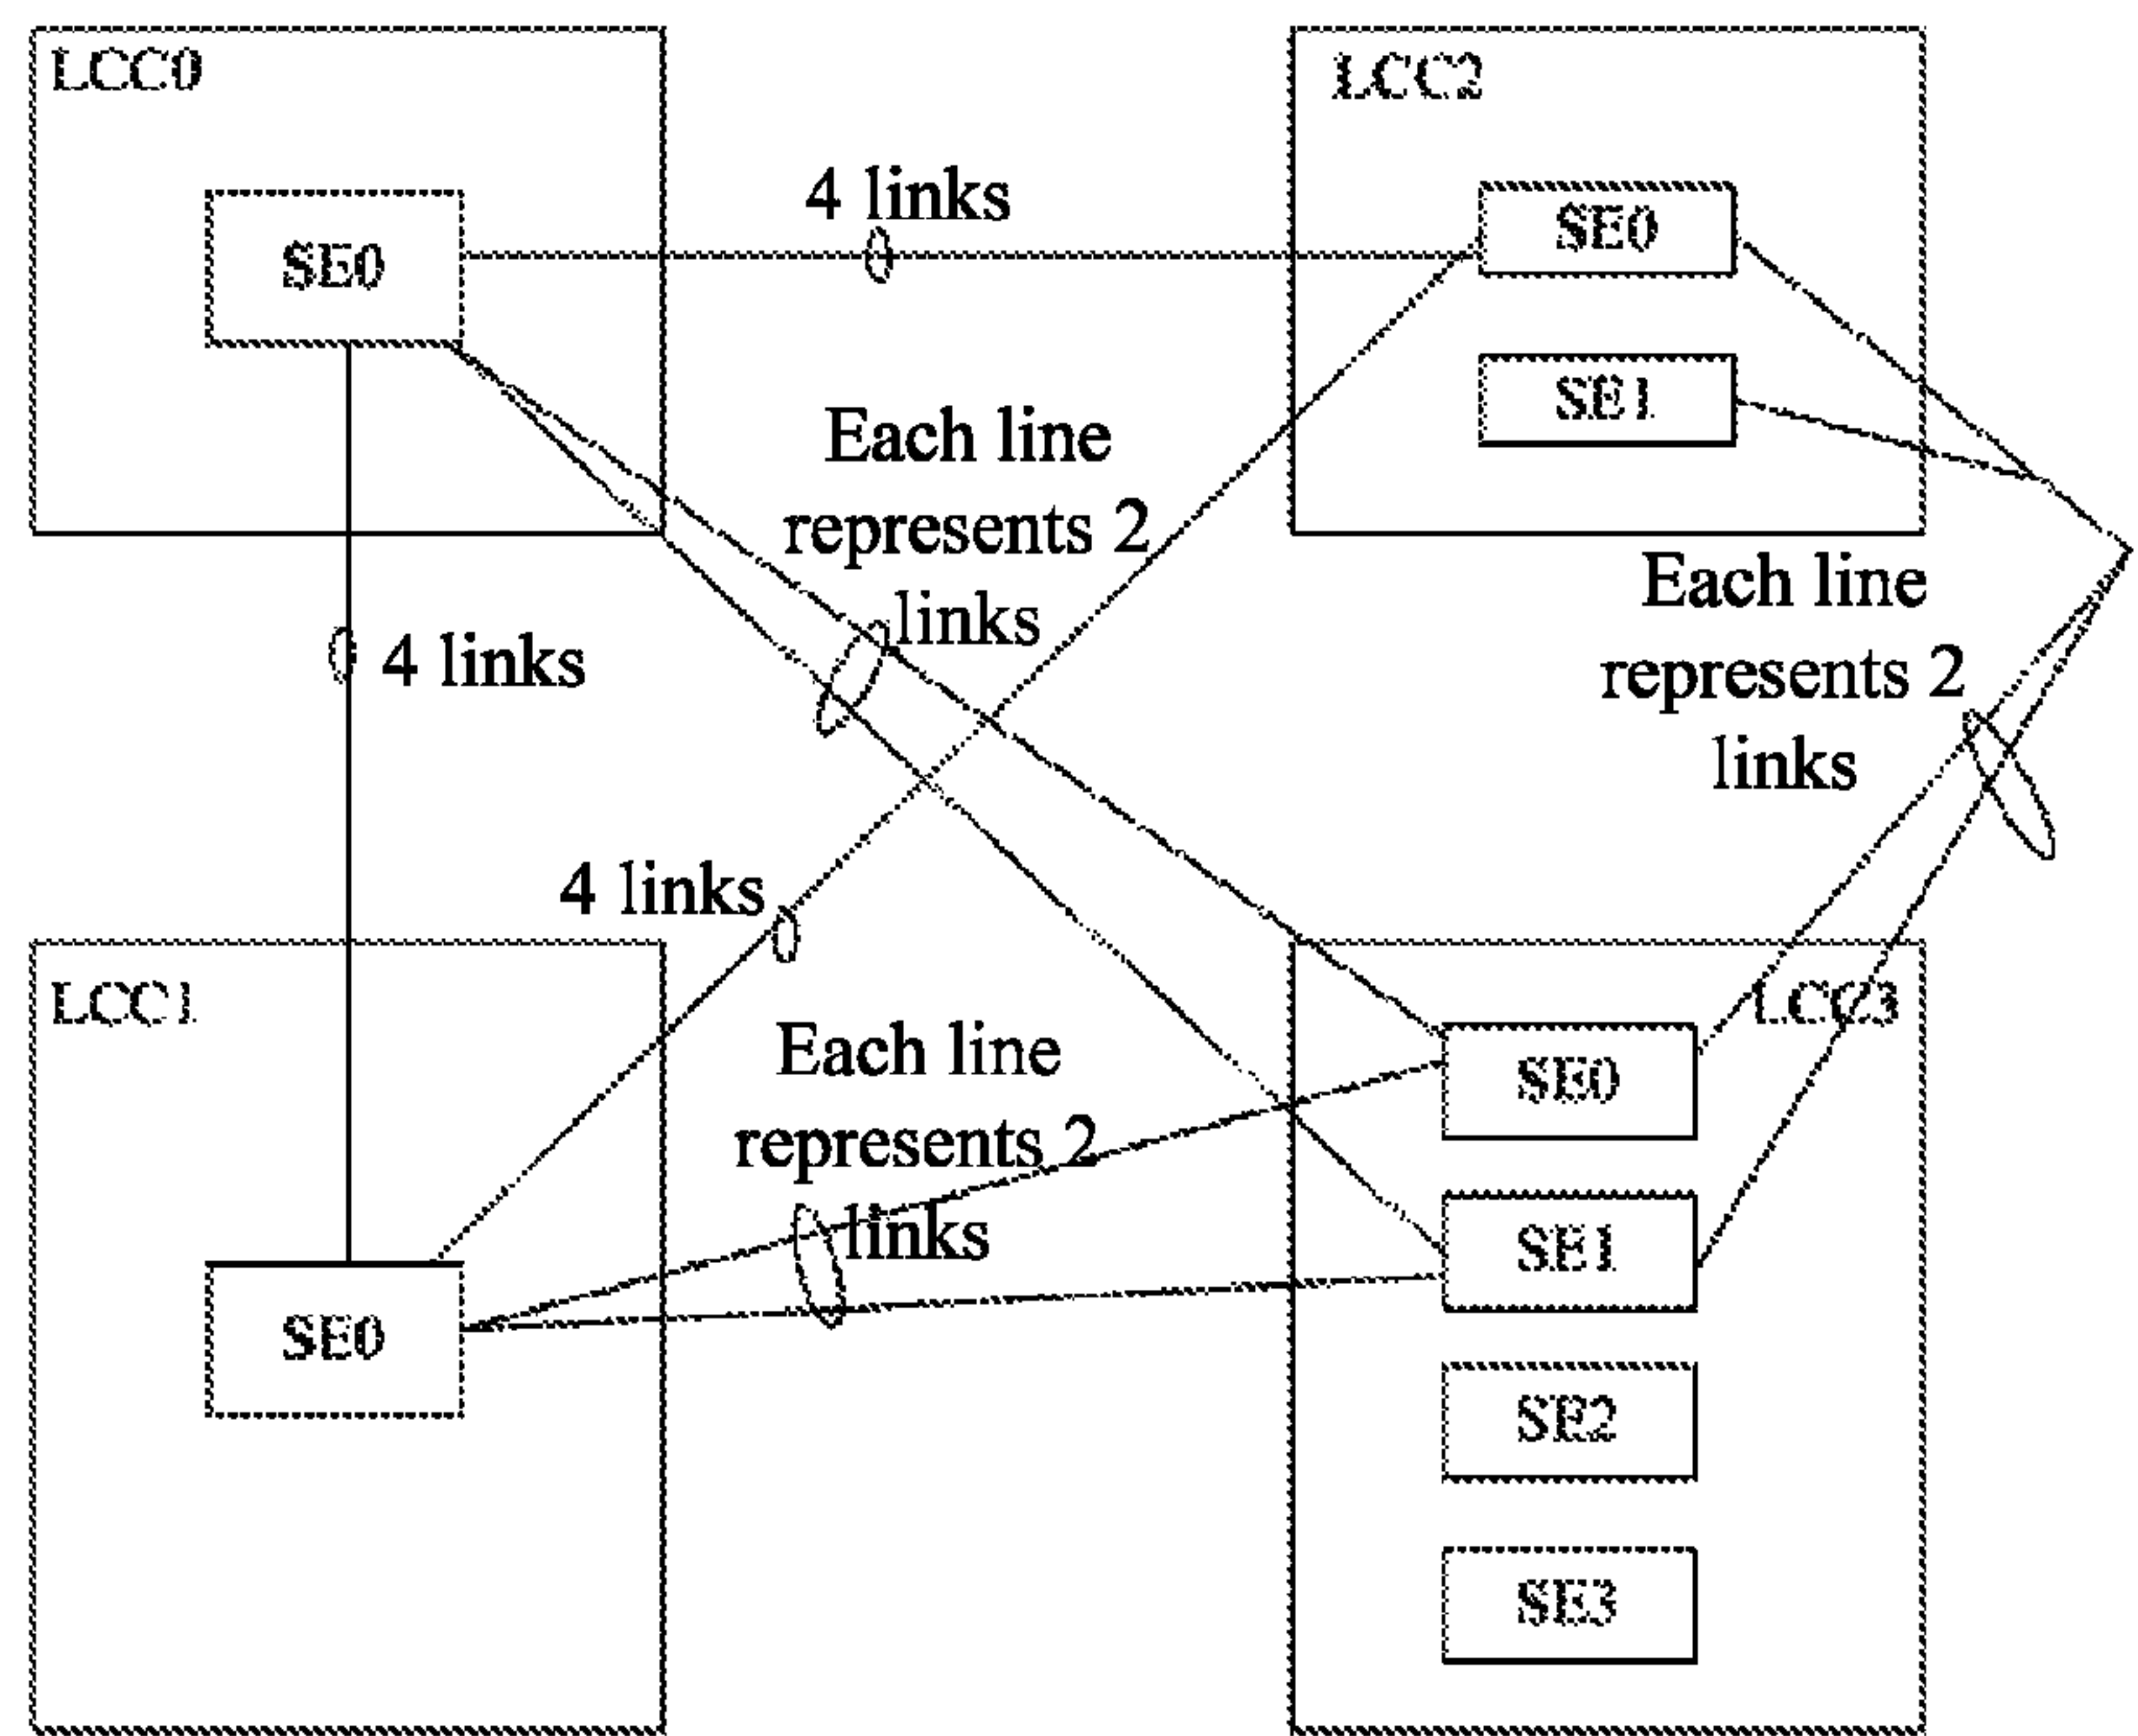 LCC0
SE0
4 links
LCC2
SE0
SE1
Each line
represents 2
links
Each line
represents 2
links
4 links
4 links
LCC1
SE0
Each line
represents 2
links
LCC3
SE0
SE1
SE2
SE3